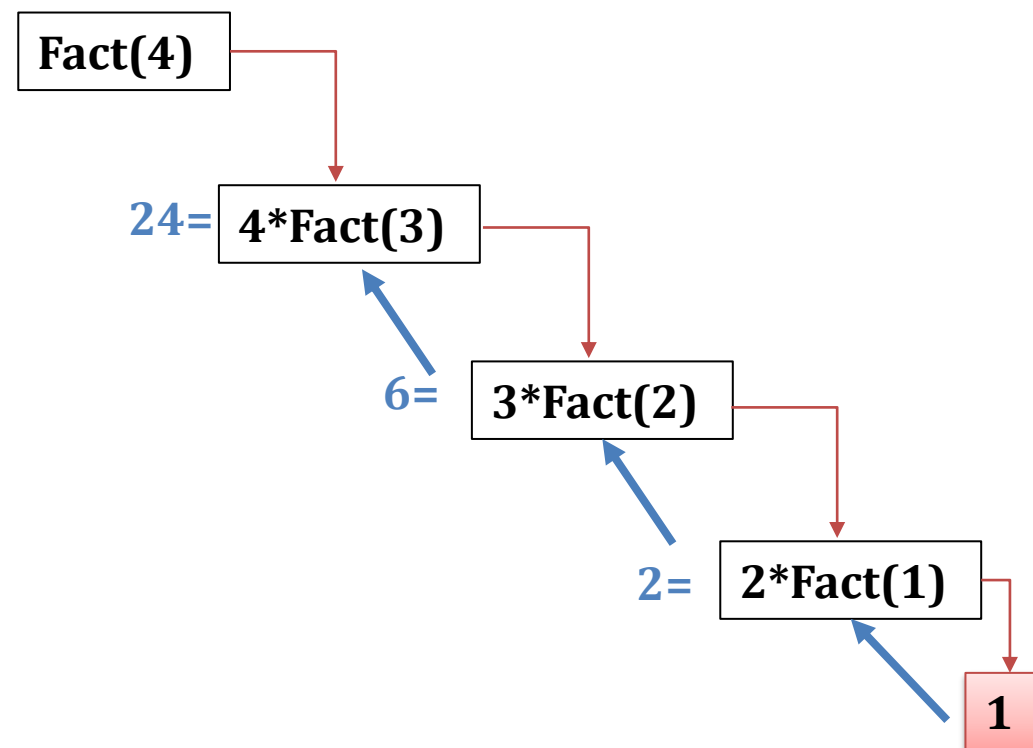 Fact(4)
24= 4*Fact(3)
6= 3*Fact(2)
2= 2*Fact(1)
1